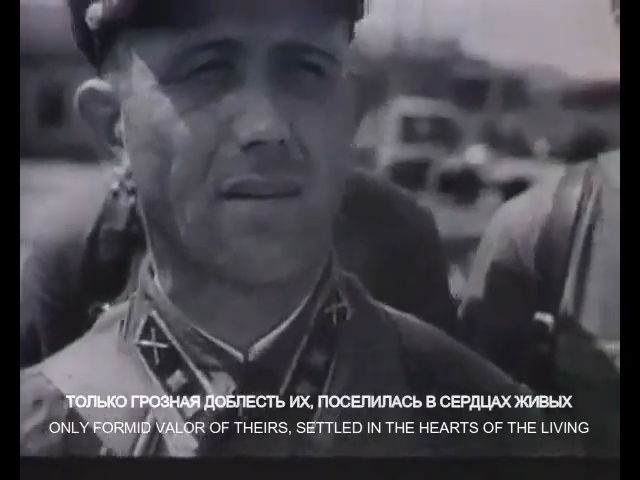 ТОЛЬКО ГРОЗНАЯ ДОБЛЕСТЬ ИХ, ПОСЕЛИЛАСЬ В СЕРДЦАХ ЖИВЫХ
ONLY FORMID VALOR OF THEIRS, SETTLED IN THE HEARTS OF THE LIVING